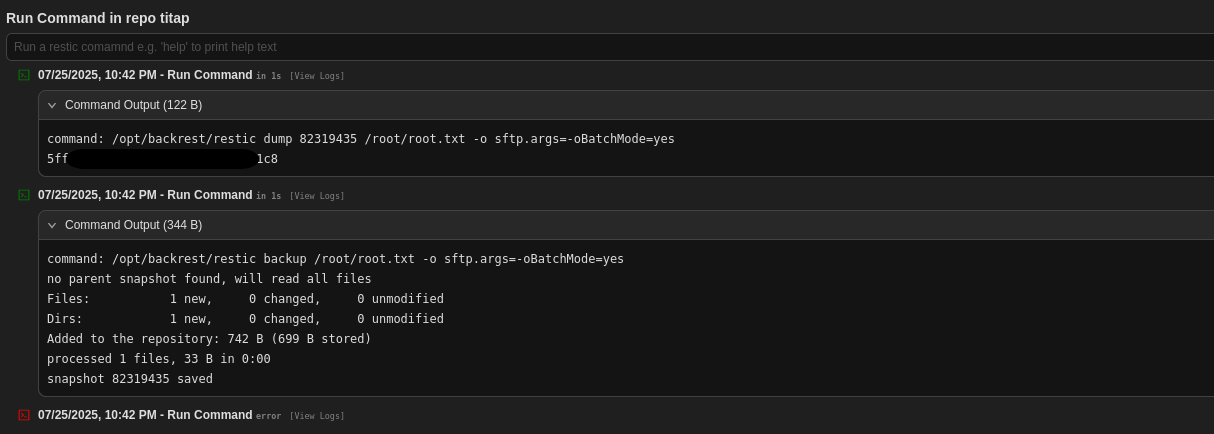 Run Command in repo titap
Run a restic comamnd e.g. 'help' to print help text
07/25/2025, 10:42 PM - Run Command in 1s [View Logs]
Command Output (122 B)
command: /opt/backrest/restic dump 82319435 /root/root.txt -o sftp.args=-oBatchMode=yes
5ff 1c8
07/25/2025, 10:42 PM - Run Command in 1s [View Logs]
Command Output (344 B)
command: /opt/backrest/restic backup /root/root.txt -o sftp.args=-oBatchMode=yes
no parent snapshot found, will read all files
Files: 1 new, 0 changed, 0 unmodified
Dirs: 1 new, 0 changed, 0 unmodified
Added to the repository: 742 B (699 B stored)
processed 1 files, 33 B in 0:00
snapshot 82319435 saved
07/25/2025, 10:42 PM - Run Command error [View Logs]